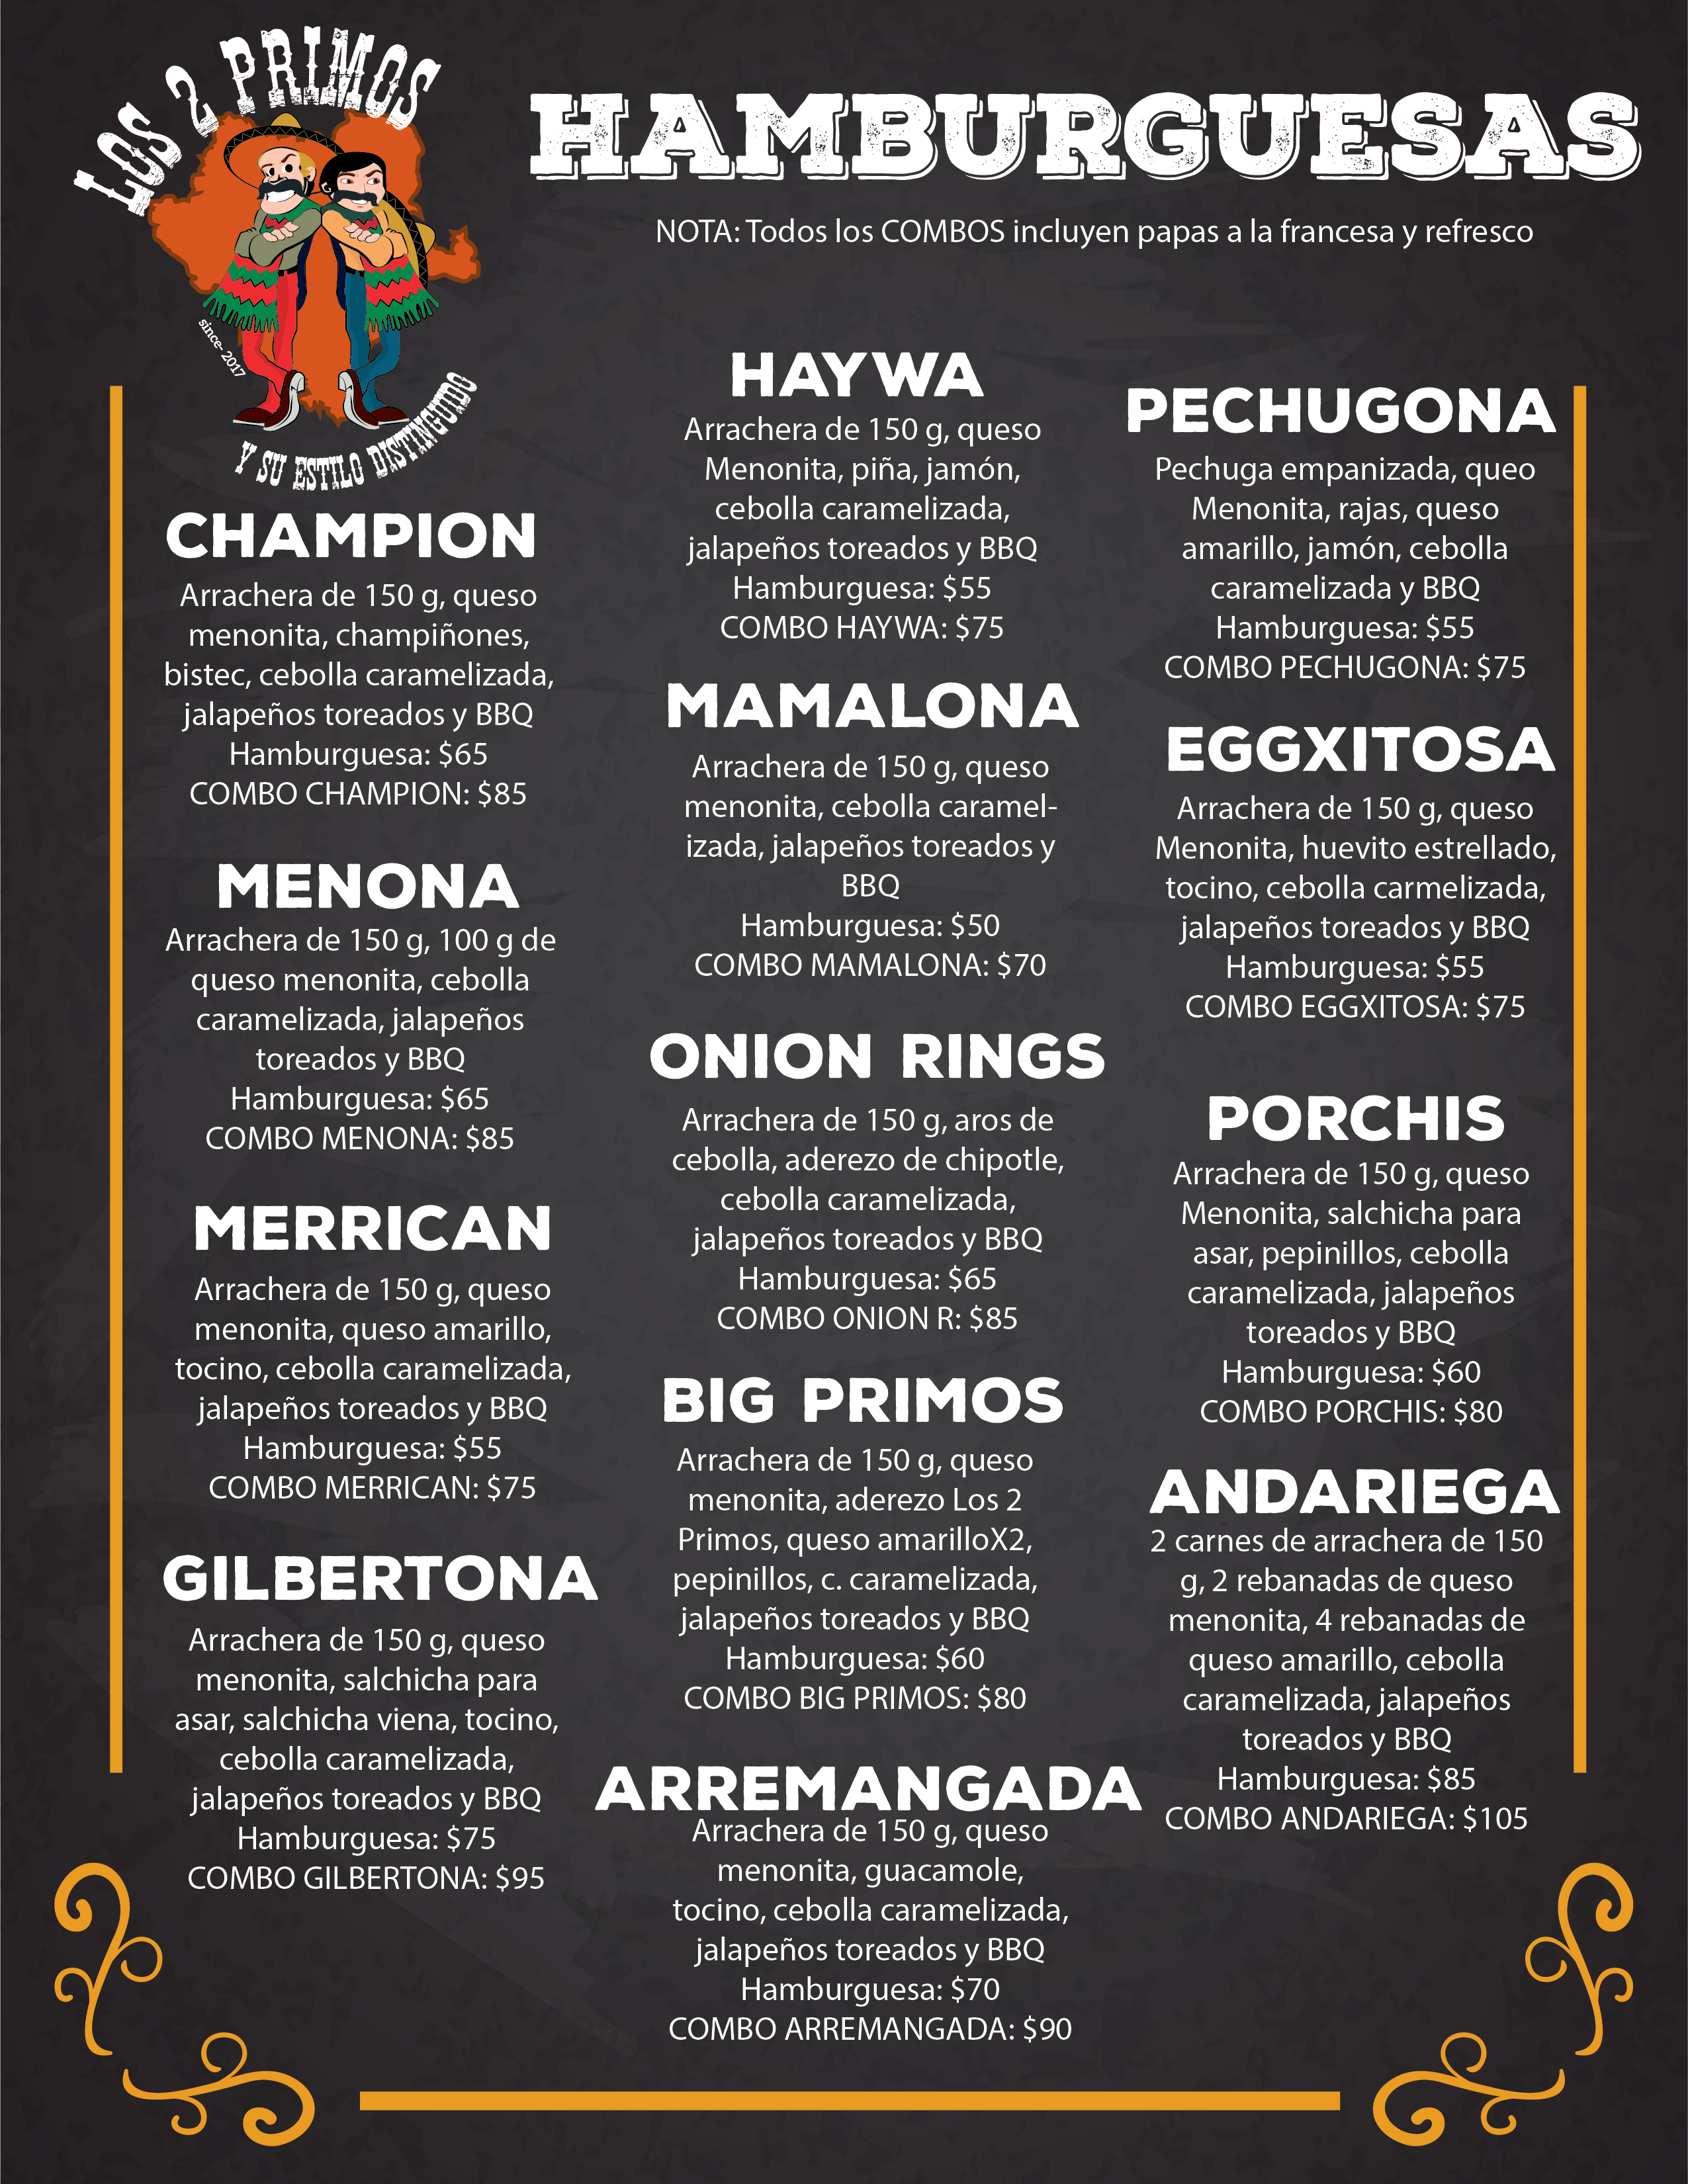 LOS 2 PRIMOS
since- 2017
Y SU ESTILO DISTINGUIDO
HAMBURGUESAS
NOTA: Todos los COMBOS incluyen papas a la francesa y refresco
CHAMPION
Arrachera de 150 g, queso
menonita, champiñones,
bistec, cebolla caramelizada,
jalapeños toreados y BBQ
Hamburguesa: $65
COMBO CHAMPION: $85
MENONA
Arrachera de 150 g, 100 g de
queso menonita, cebolla
caramelizada, jalapeños
toreados y BBQ
Hamburguesa: $65
COMBO MENONA: $85
MERRICAN
Arrachera de 150 g, queso
menonita, queso amarillo,
tocino, cebolla caramelizada,
jalapeños toreados y BBQ
Hamburguesa: $55
COMBO MERRICAN: $75
GILBERTONA
Arrachera de 150 g, queso
menonita, salchicha para
asar, salchicha viena, tocino,
cebolla caramelizada,
jalapeños toreados y BBQ
Hamburguesa: $75
COMBO GILBERTONA: $95
HAYWA
Arrachera de 150 g, queso
Menonita, piña, jamón,
cebolla caramelizada,
jalapeños toreados y BBQ
Hamburguesa: $55
COMBO HAYWA: $75
MAMALONA
Arrachera de 150 g, queso
menonita, cebolla caramel-
izada, jalapeños toreados y
BBQ
Hamburguesa: $50
COMBO MAMALONA: $70
ONION RINGS
Arrachera de 150 g, aros de
cebolla, aderezo de chipotle,
cebolla caramelizada,
jalapeños toreados y BBQ
Hamburguesa: $65
COMBO ONION R: $85
BIG PRIMOS
Arrachera de 150 g, queso
menonita, aderezo Los 2
Primos, queso amarilloX2,
pepinillos, c. caramelizada,
jalapeños toreados y BBQ
Hamburguesa: $60
COMBO BIG PRIMOS: $80
ARREMANGADA
Arrachera de 150 g, queso
menonita, guacamole,
tocino, cebolla caramelizada,
jalapeños toreados y BBQ
Hamburguesa: $70
COMBO ARREMANGADA: $90
PECHUGONA
Pechuga empanizada, queo
Menonita, rajas, queso
amarillo, jamón, cebolla
caramelizada y BBQ
Hamburguesa: $55
COMBO PECHUGONA: $75
EGGXITOSA
Arrachera de 150 g, queso
Menonita, huevito estrellado,
tocino, cebolla carmelizada,
jalapeños toreados y BBQ
Hamburguesa: $55
COMBO EGGXITOSA: $75
PORCHIS
Arrachera de 150 g, queso
Menonita, salchicha para
asar, pepinillos, cebolla
caramelizada, jalapeños
toreados y BBQ
Hamburguesa: $60
COMBO PORCHIS: $80
ANDARIEGA
2 carnes de arrachera de 150
g, 2 rebanadas de queso
menonita, 4 rebanadas de
queso amarillo, cebolla
caramelizada, jalapeños
toreados y BBQ
Hamburguesa: $85
COMBO ANDARIEGA: $105